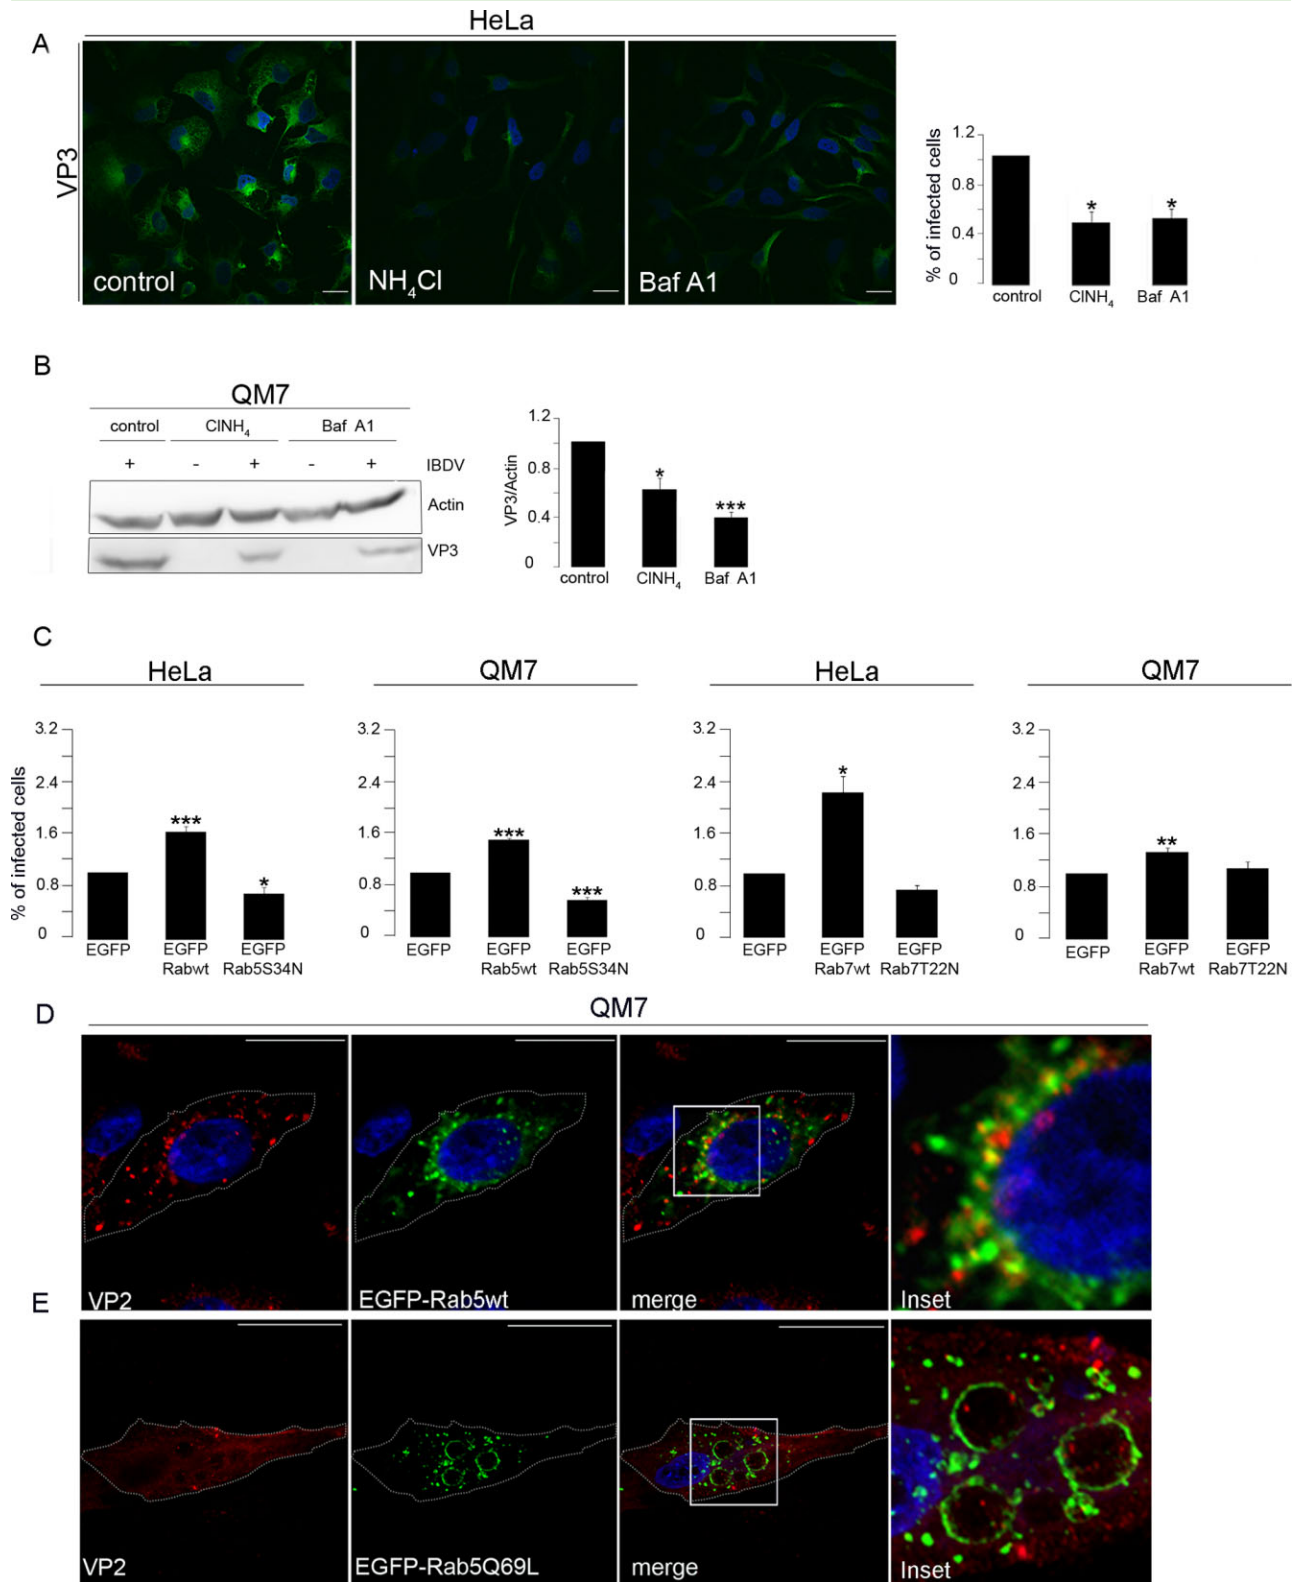 HeLa
A
VP3
control
NH₄Cl
Baf A1
% of infected cells
1.2
0.8
0.4
0
*
*
control
ClNH₄
Baf A1
B
QM7
control
ClNH₄
Baf A1
+ - + - + IBDV
Actin
VP3
VP3/Actin
1.2
0.8
0.4
0
*
***
control
ClNH₄
Baf A1
C
HeLa
QM7
HeLa
QM7
% of infected cells
3.2
2.4
1.6
0.8
0
***
*
EGFP
EGFP Rabwt
EGFP Rab5S34N
3.2
2.4
1.6
0.8
0
***
***
EGFP
EGFP Rab5wt
EGFP Rab5S34N
3.2
2.4
1.6
0.8
0
*
EGFP
EGFP Rab7wt
EGFP Rab7T22N
3.2
2.4
1.6
0.8
0
**
EGFP
EGFP Rab7wt
EGFP Rab7T22N
D
QM7
VP2
EGFP-Rab5wt
merge
Inset
E
VP2
EGFP-Rab5Q69L
merge
Inset